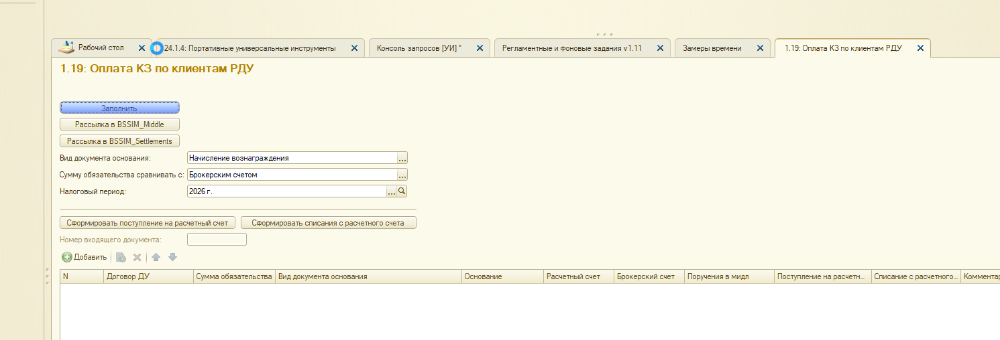 Рабочий стол 24.1.4: Портативные универсальные инструменты Консоль запросов [УИ] * Регламентные и фоновые задания v1.11 Замеры времени 1.19: Оплата КЗ по клиентам РДУ
1.19: Оплата КЗ по клиентам РДУ
Заполнить
Рассылка в BSSIM_Middle
Рассылка в BSSIM_Settlements
Вид документа основания: Начисление вознаграждения ...
Сумму обязательства сравнивать с: Брокерским счетом ...
Налоговый период: 2026 г. ...
Сформировать поступление на расчетный счет Сформировать списания с расчетного счета
Номер входящего документа:
Добавить
N Договор ДУ Сумма обязательства Вид документа основания Основание Расчетный счет Брокерский счет Поручения в мидл Поступление на расчетн... Списание с расчетного... Комментар